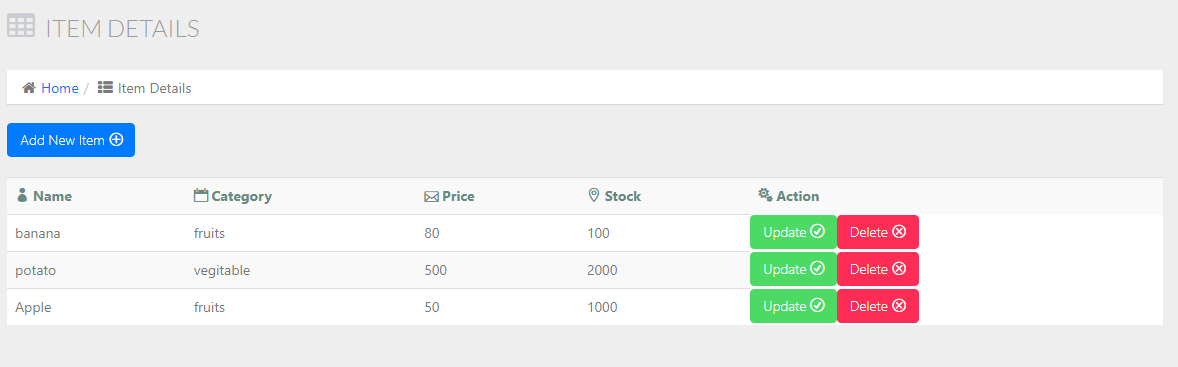 ITEM DETAILS
Home / Item Details
Add New Item
Name Category Price Stock Action
banana fruits 80 100 Update Delete
potato vegitable 500 2000 Update Delete
Apple fruits 50 1000 Update Delete